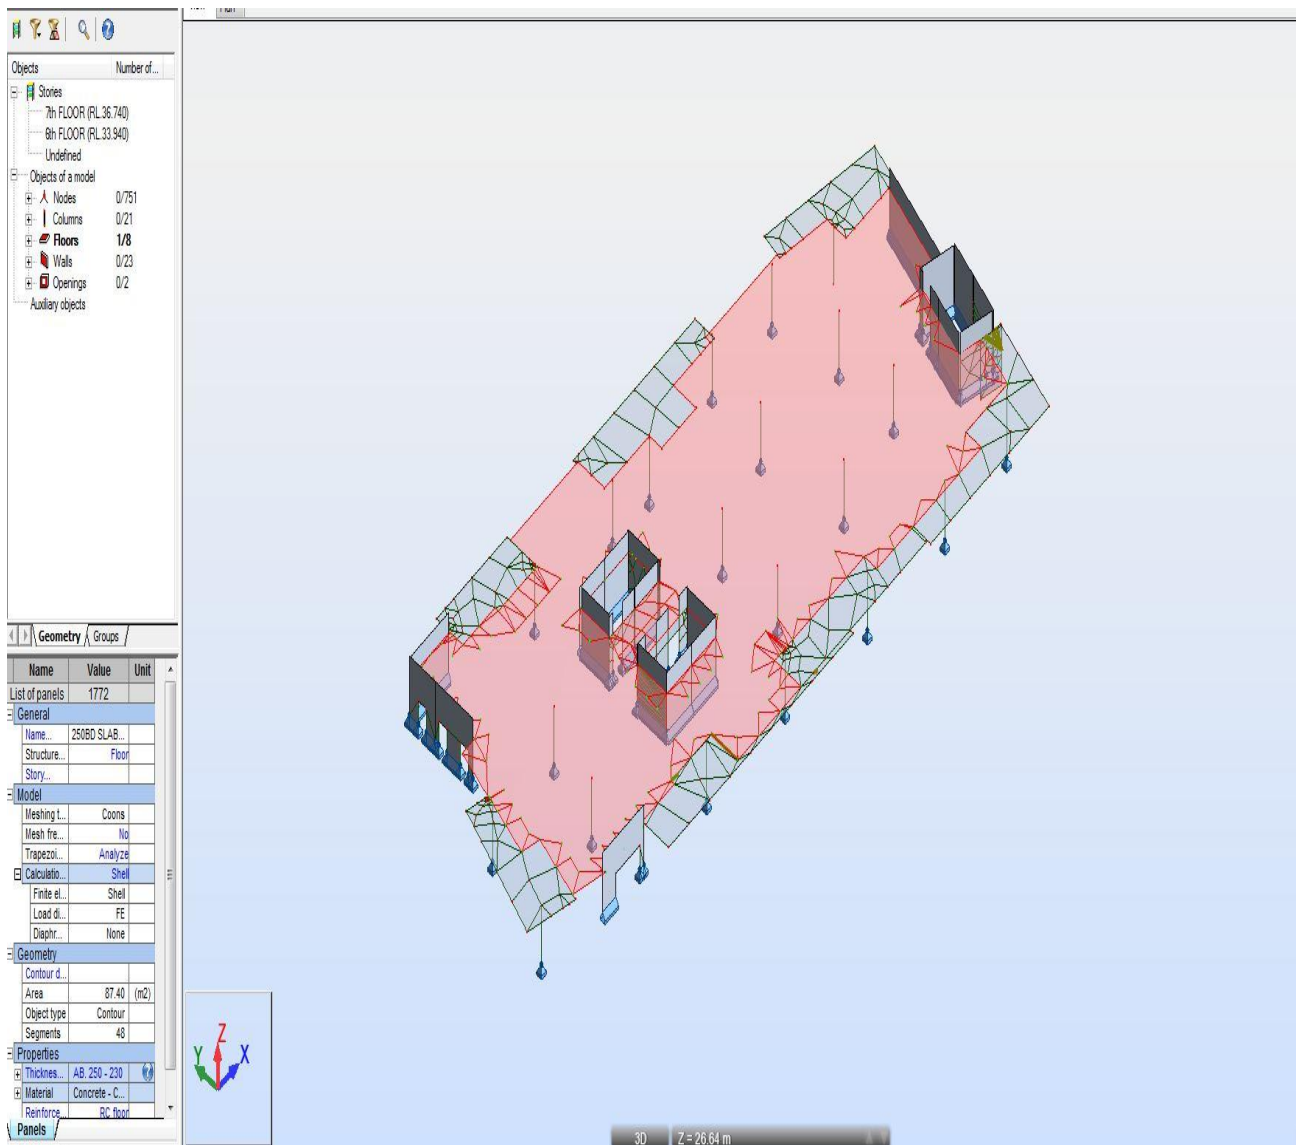 Objects Number of...
Stories
7th FLOOR (RL.36.740)
6th FLOOR (RL.33.940)
Undefined
Objects of a model
Nodes 0/751
Columns 0/21
Floors 1/8
Walls 0/23
Openings 0/2
Auxiliary objects
Geometry Groups
Name Value Unit
List of panels 1772
General
Name... 250BD SLAB...
Structure... Floor
Story...
Model
Meshing t... Coons
Mesh fre... No
Trapezoi... Analyze
Calculatio... Shell
Finite el... Shell
Load di... FE
Diaphr... None
Geometry
Contour d...
Area 87.40 (m2)
Object type Contour
Segments 48
Properties
Thicknes... AB. 250 - 230
Material Concrete - C...
Reinforce... RC floor
Panels
Z
Y X
3D Z = 26.64 m